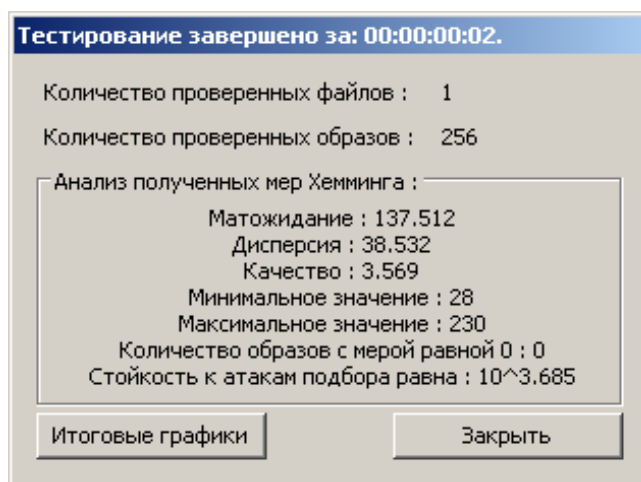 Тестирование завершено за: 00:00:00:02.
Количество проверенных файлов : 1
Количество проверенных образов : 256
Анализ полученных мер Хемминга :
Матожидание : 137.512
Дисперсия : 38.532
Качество : 3.569
Минимальное значение : 28
Максимальное значение : 230
Количество образов с мерой равной 0 : 0
Стойкость к атакам подбора равна : 10^3.685
Итоговые графики
Закрыть